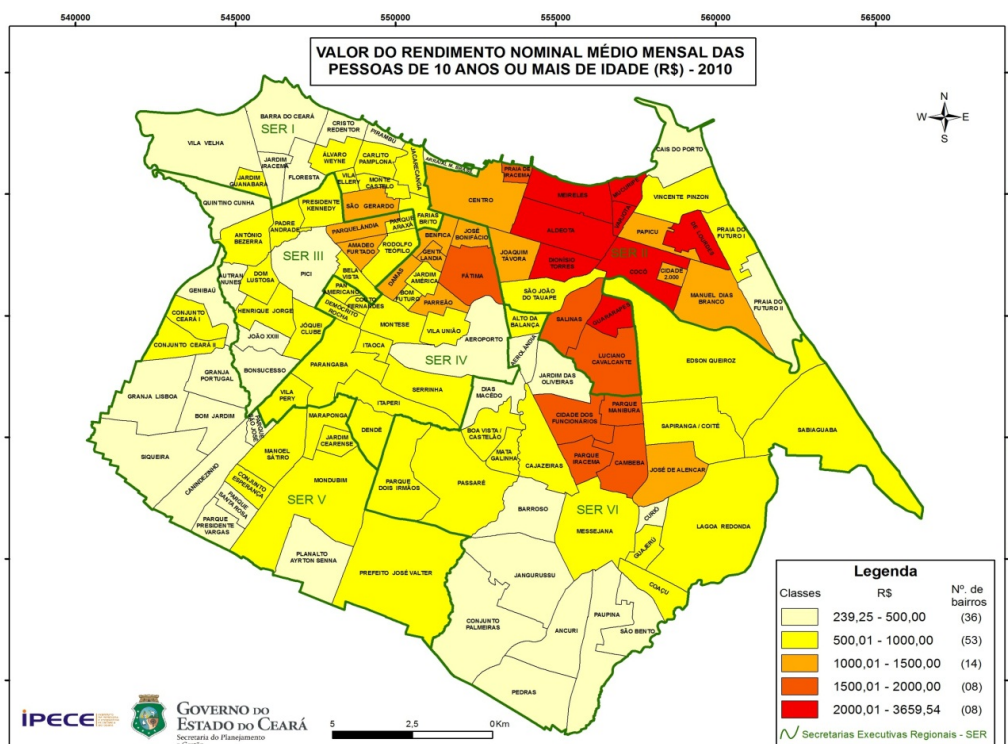 540000 545000 550000 555000 560000 565000
VALOR DO RENDIMENTO NOMINAL MÉDIO MENSAL DAS
PESSOAS DE 10 ANOS OU MAIS DE IDADE (R$) - 2010
N
W E
S
BARRA DO CEARÁ
SER I
VILA VELHA
CRISTO
REDENTOR
PIRAMBÚ
JARDIM
IRACEMA
FLORESTA
ÁLVARO
WEYNE
CARLITO
PAMPLONA
JACARECANGA
JARDIM
GUANABARA
VILA
ELLERY
MONTE
CASTELO
QUINTINO CUNHA
PRESIDENTE
KENNEDY
SÃO GERARDO
FARIAS
BRITO
CENTRO
PRAIA DE
IRACEMA
MEIRELES
MUCURIPE
VARJOTA
CAIS DO PORTO
VINCENTE PINZON
ANTÔNIO
BEZERRA
PADRE
ANDRADE
PARQUELÂNDIA
PARQUE
ARAXÁ
AMADEO
FURTADO
RODOLFO
TEÓFILO
BENFICA
JOSÉ
BONIFÁCIO
GENTI
LÂNDIA
JOAQUIM
TÁVORA
ALDEOTA
DIONÍSIO
TORRES
SER II
PAPICU
DE LOURDES
PRAIA DO
FUTURO I
COCÓ
CIDADE
2.000
MANUEL DIAS
BRANCO
PRAIA DO
FUTURO II
SER III
PICI
AUTRAN
NUNES
DOM
LUSTOSA
BELA
VISTA
DAMAS
JARDIM
AMÉRICA
BOM
FUTURO
FÁTIMA
PARREÃO
SÃO JOÃO
DO TAUAPE
GENIBAÚ
CONJUNTO
CEARÁ I
CONJUNTO CEARÁ II
HENRIQUE JORGE
JOÃO XXIII
JÓQUEI
CLUBE
PAN
AMERICANO
COUTO
FERNANDES
DEMÓCRITO
ROCHA
MONTESE
VILA UNIÃO
AEROPORTO
ALTO DA
BALANÇA
AEROLÂNDIA
SALINAS
GUARARAPES
LUCIANO
CAVALCANTE
EDSON QUEIROZ
ITAOCA
SER IV
GRANJA
PORTUGAL
BONSUCESSO
PARANGABA
SERRINHA
DIAS
MACÊDO
JARDIM DAS
OLIVEIRAS
GRANJA LISBOA
BOM JARDIM
VILA
PERY
ITAPERI
CIDADE DOS
FUNCIONÁRIOS
PARQUE
MANIBURA
SAPIRANGA / COITÉ
SABIAGUABA
PARQUE
SÃO JOSÉ
MARAPONGA
DENDÊ
JARDIM
CEARENSE
BOA VISTA /
CASTELÃO
MATA
GALINHA
SIQUEIRA
MANOEL
SÁTIRO
CAJAZEIRAS
PARQUE
IRACEMA
CAMBEBA
JOSÉ DE ALENCAR
CANINDEZINHO
CONJUNTO
ESPERANÇA
MONDUBIM
PARQUE
DOIS IRMÃOS
PASSARÉ
PARQUE
SANTA ROSA
SER V
BARROSO
SER VI
MESSEJANA
CURIÓ
LAGOA REDONDA
PARQUE
PRESIDENTE
VARGAS
GUAJERÚ
PLANALTO
AYRTON SENNA
PREFEITO JOSÉ VALTER
JANGURUSSU
COAÇU
CONJUNTO
PALMEIRAS
ANCURI
PAUPINA
SÃO BENTO
PEDRAS
Legenda
Classes R$ Nº. de
bairros
239,25 - 500,00 (36)
500,01 - 1000,00 (53)
1000,01 - 1500,00 (14)
1500,01 - 2000,00 (08)
2000,01 - 3659,54 (08)
Secretarias Executivas Regionais - SER
iPECE
GOVERNO DO
ESTADO DO CEARÁ
Secretaria do Planejamento
5 2,5 0 Km